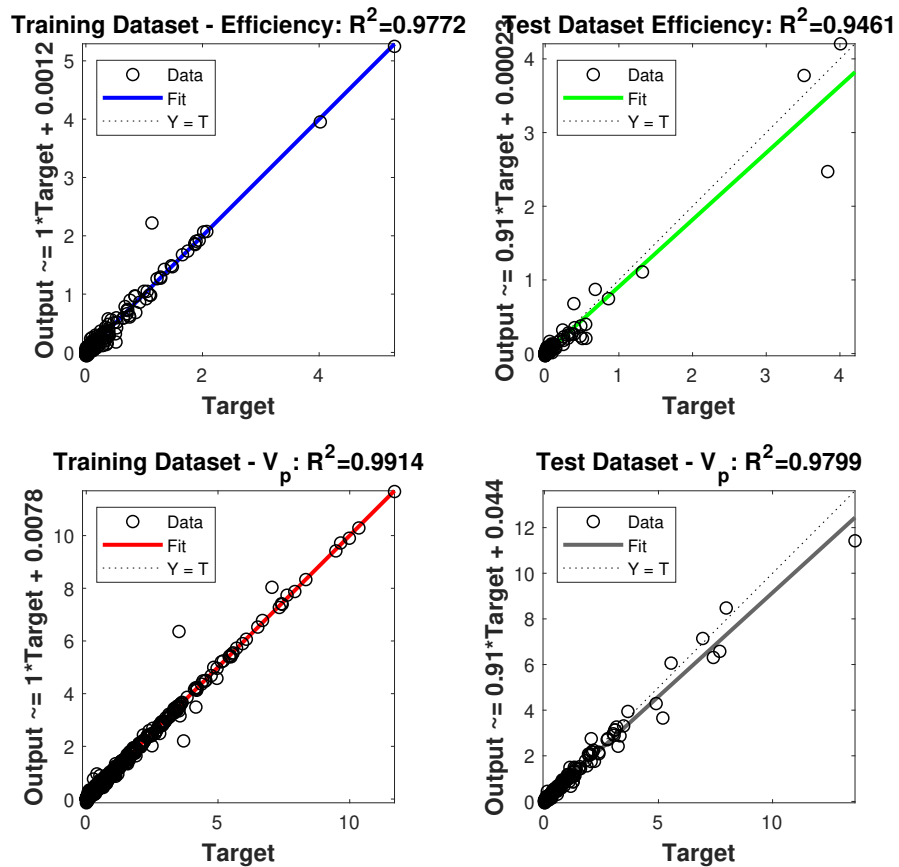 Training Dataset - Efficiency: R²=0.9772
Output ~= 1*Target + 0.0012
5
4
3
2
1
0
Data
Fit
Y = T
0
2
4
Target
Test Dataset Efficiency: R²=0.9461
Output ~= 0.91*Target + 0.00023
4
3
2
1
0
Data
Fit
Y = T
0
1
2
3
4
Target
Training Dataset - Vₚ: R²=0.9914
Output ~= 1*Target + 0.0078
10
8
6
4
2
0
Data
Fit
Y = T
0
5
10
Target
Test Dataset - Vₚ: R²=0.9799
Output ~= 0.91*Target + 0.044
12
10
8
6
4
2
0
Data
Fit
Y = T
0
5
10
Target